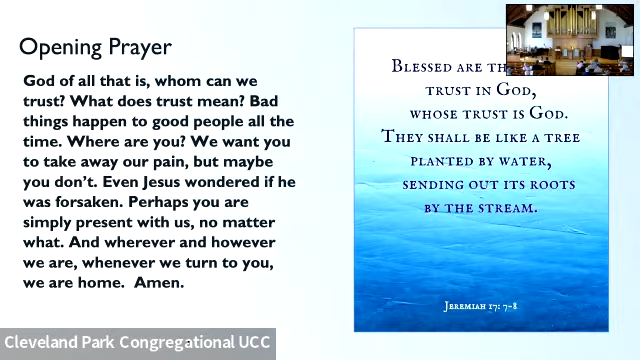 Opening Prayer
God of all that is, whom can we
trust? What does trust mean? Bad
things happen to good people all the
time. Where are you? We want you
to take away our pain, but maybe
you don't. Even Jesus wondered if he
was forsaken. Perhaps you are
simply present with us, no matter
what. And wherever and however
we are, whenever we turn to you,
we are home. Amen.
Blessed are
trust in God,
whose trust is God.
They shall be like a tree
planted by water,
sending out its roots
by the stream.
Jeremiah 17: 7-8
Cleveland Park Congregational UCC